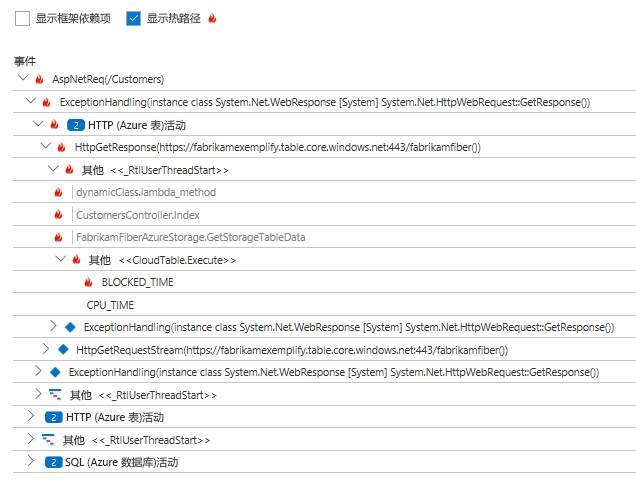 显示框架依赖项 显示热路径
事件
AspNetReq(/Customers)
ExceptionHandling(instance class System.Net.WebResponse [System] System.Net.HttpWebRequest::GetResponse())
2 HTTP (Azure 表)活动
HttpGetResponse(https://fabrikamexemplify.table.core.windows.net:443/fabrikamfiber())
其他 <<_RtlUserThreadStart>>
dynamicClass.lambda_method
CustomersController.Index
FabrikamFiberAzureStorage.GetStorageTableData
其他 <<CloudTable.Execute>>
BLOCKED_TIME
CPU_TIME
ExceptionHandling(instance class System.Net.WebResponse [System] System.Net.HttpWebRequest::GetResponse())
HttpGetRequestStream(https://fabrikamexemplify.table.core.windows.net:443/fabrikamfiber())
ExceptionHandling(instance class System.Net.WebResponse [System] System.Net.HttpWebRequest::GetResponse())
其他 <<_RtlUserThreadStart>>
2 HTTP (Azure 表)活动
其他 <<_RtlUserThreadStart>>
2 SQL (Azure 数据库)活动